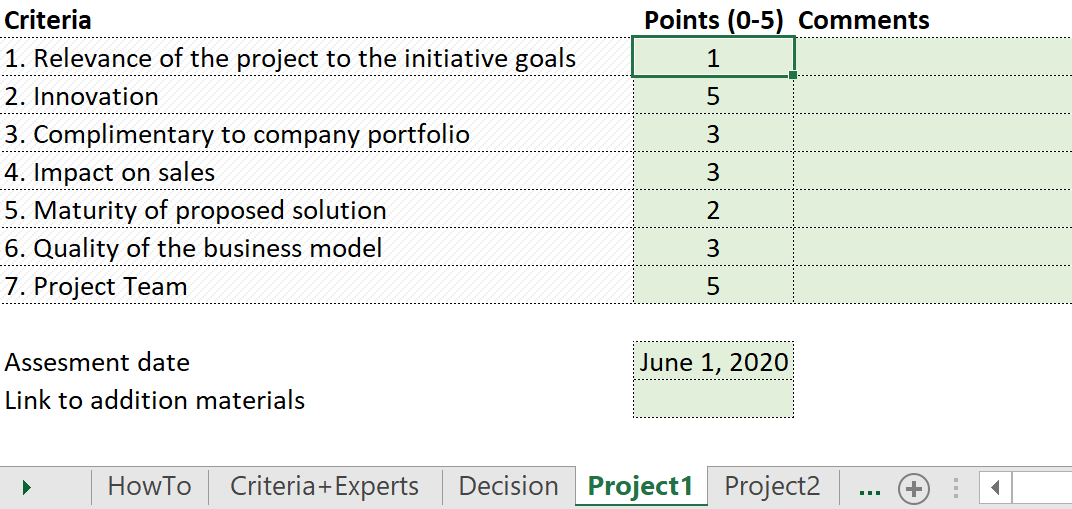 Criteria Points (0-5) Comments
1. Relevance of the project to the initiative goals 1
2. Innovation 5
3. Complimentary to company portfolio 3
4. Impact on sales 3
5. Maturity of proposed solution 2
6. Quality of the business model 3
7. Project Team 5
Assesment date June 1, 2020
Link to addition materials
HowTo Criteria+Experts Decision Project1 Project2 ...